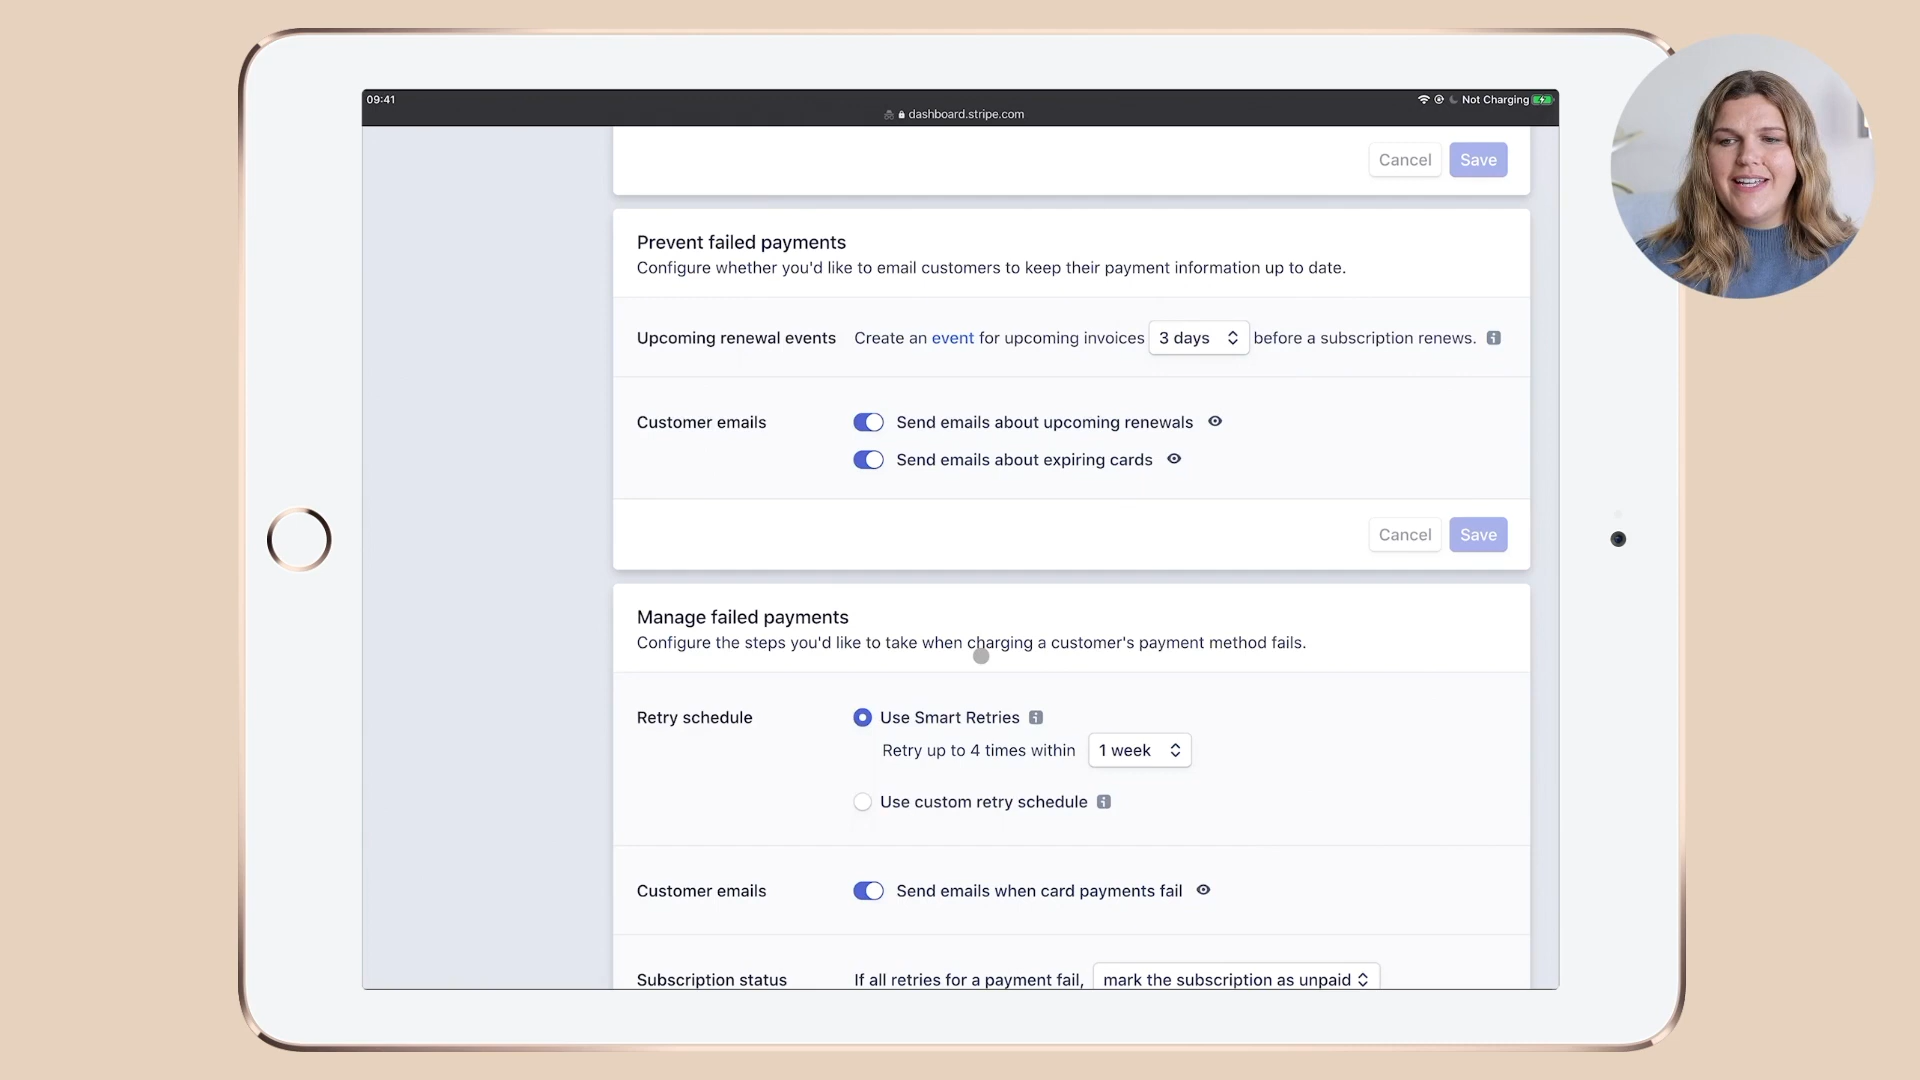 09:41
Not Charging
dashboard.stripe.com
Cancel Save
Prevent failed payments
Configure whether you'd like to email customers to keep their payment information up to date.
Upcoming renewal events Create an event for upcoming invoices 3 days before a subscription renews.
Customer emails Send emails about upcoming renewals
Send emails about expiring cards
Cancel Save
Manage failed payments
Configure the steps you'd like to take when charging a customer's payment method fails.
Retry schedule Use Smart Retries
Retry up to 4 times within 1 week
Use custom retry schedule
Customer emails Send emails when card payments fail
Subscription status If all retries for a payment fail, mark the subscription as unpaid